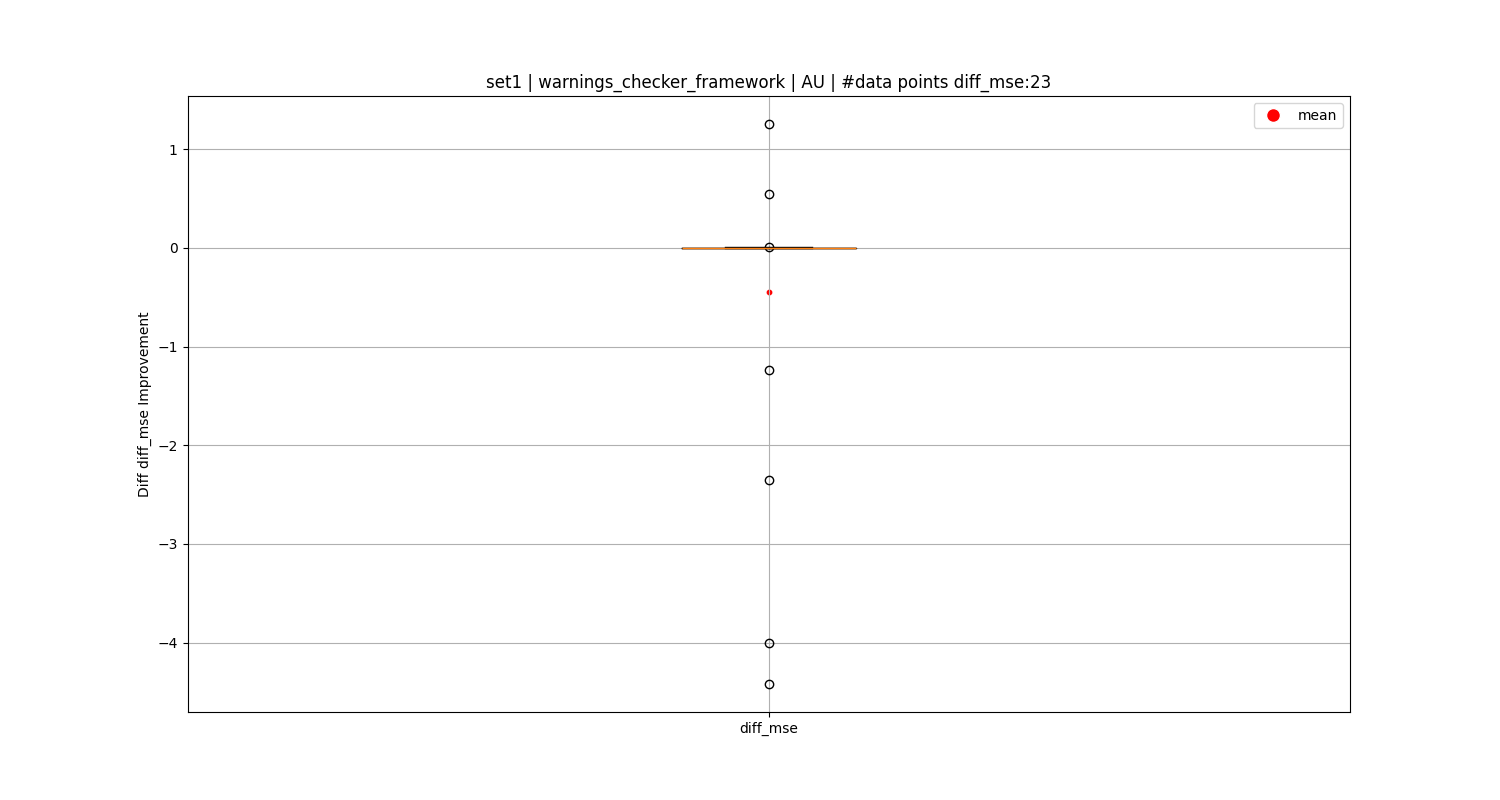 set1 | warnings_checker_framework | AU | #data points diff_mse:23
mean
1
0
−1
−2
−3
−4
Diff diff_mse Improvement
diff_mse